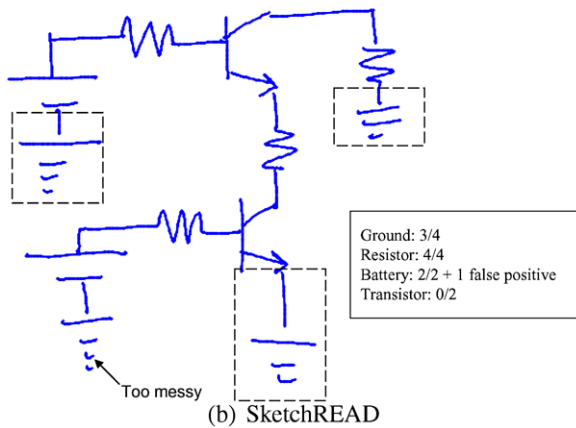 Ground: 3/4
Resistor: 4/4
Battery: 2/2 + 1 false positive
Transistor: 0/2
Too messy
(b) SketchREAD